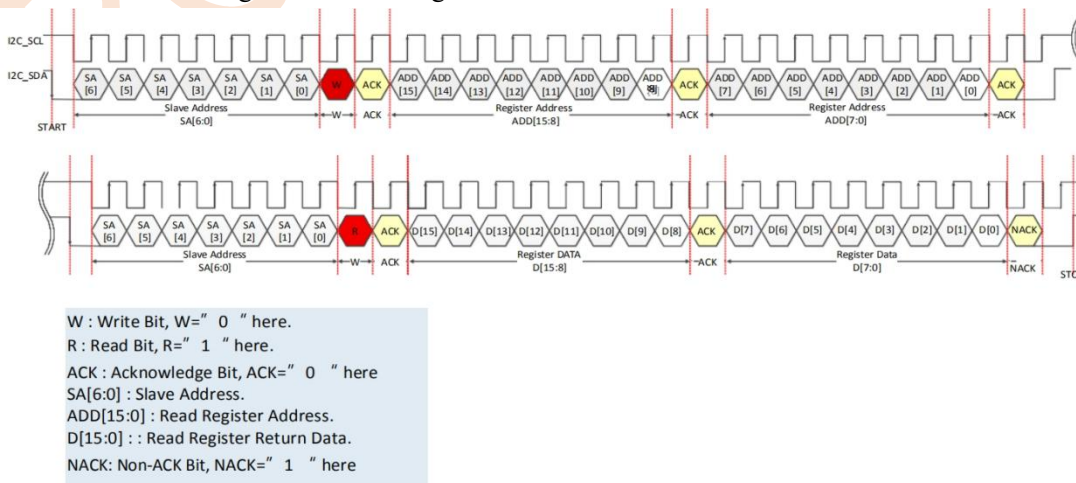 I2C_SCL
I2C_SDA
SA [6] SA [5] SA [4] SA [3] SA [2] SA [1] SA [0] W ACK ADD [15] ADD [14] ADD [13] ADD [12] ADD [11] ADD [10] ADD [9] ADD ACK ADD [7] ADD [6] ADD [5] ADD [4] ADD [3] ADD [2] ADD [1] ADD [0] ACK
START Slave Address SA[6:0] W ACK Register Address ADD[15:8] ACK Register Address ADD[7:0] ACK
SA [6] SA [5] SA [4] SA [3] SA [2] SA [1] SA [0] R ACK D[15] D[14] D[13] D[12] D[11] D[10] D[9] D[8] ACK D[7] D[6] D[5] D[4] D[3] D[2] D[1] D[0] NACK
Slave Address SA[6:0] W ACK Register DATA D[15:8] ACK Register Data D[7:0] NACK
W : Write Bit, W=” 0 “ here.
R : Read Bit, R=” 1 “ here.
ACK : Acknowledge Bit, ACK=” 0 “ here
SA[6:0] : Slave Address.
ADD[15:0] : Read Register Address.
D[15:0] : : Read Register Return Data.
NACK: Non-ACK Bit, NACK=” 1 “ here